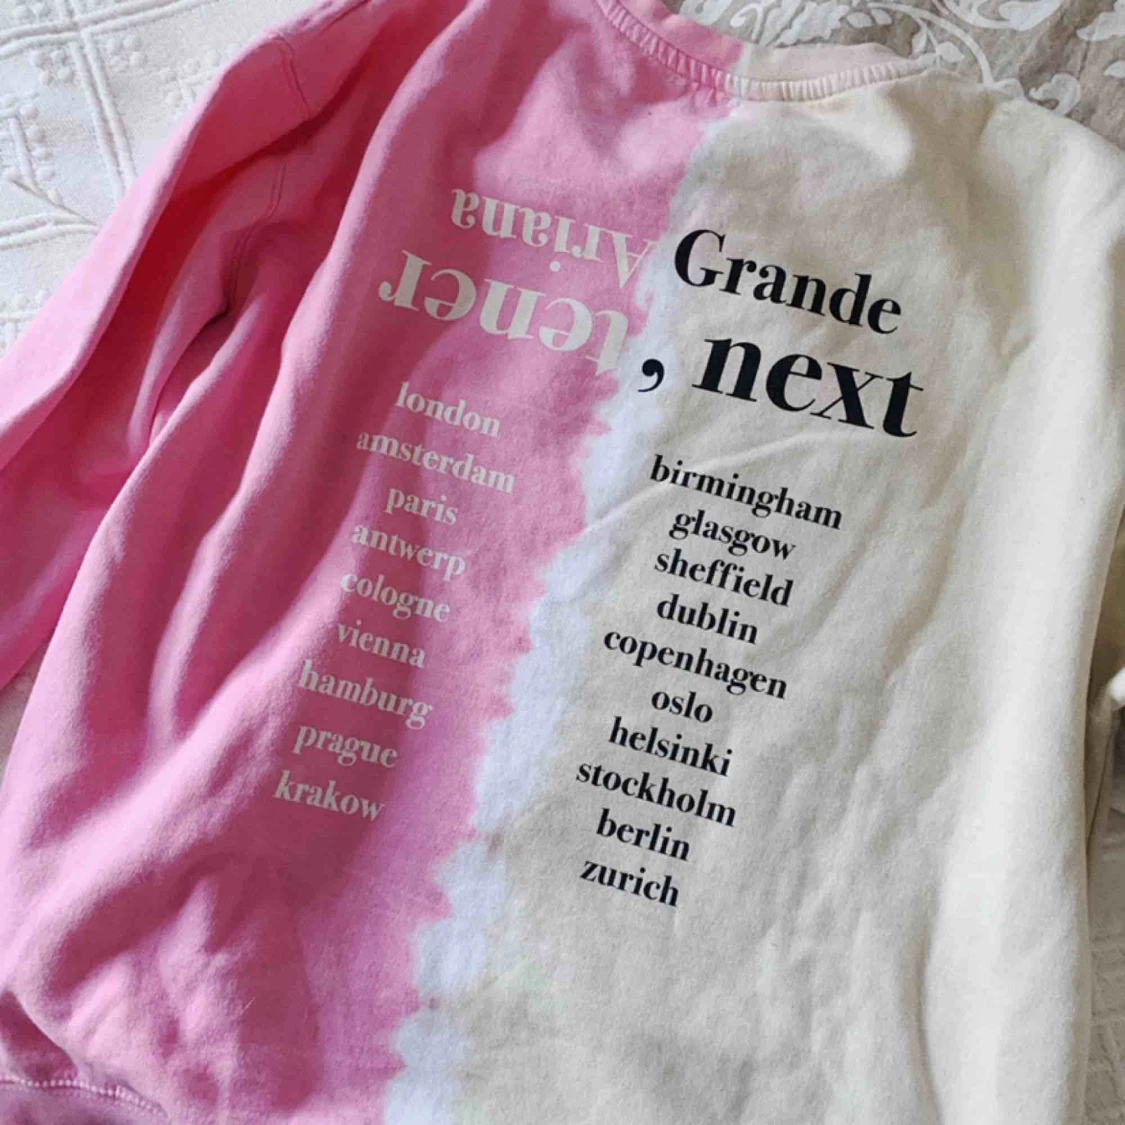 Ariana
Grande
tener
, next
london
amsterdam
paris
antwerp
cologne
vienna
hamburg
prague
krakow
birmingham
glasgow
sheffield
dublin
copenhagen
oslo
helsinki
stockholm
berlin
zurich